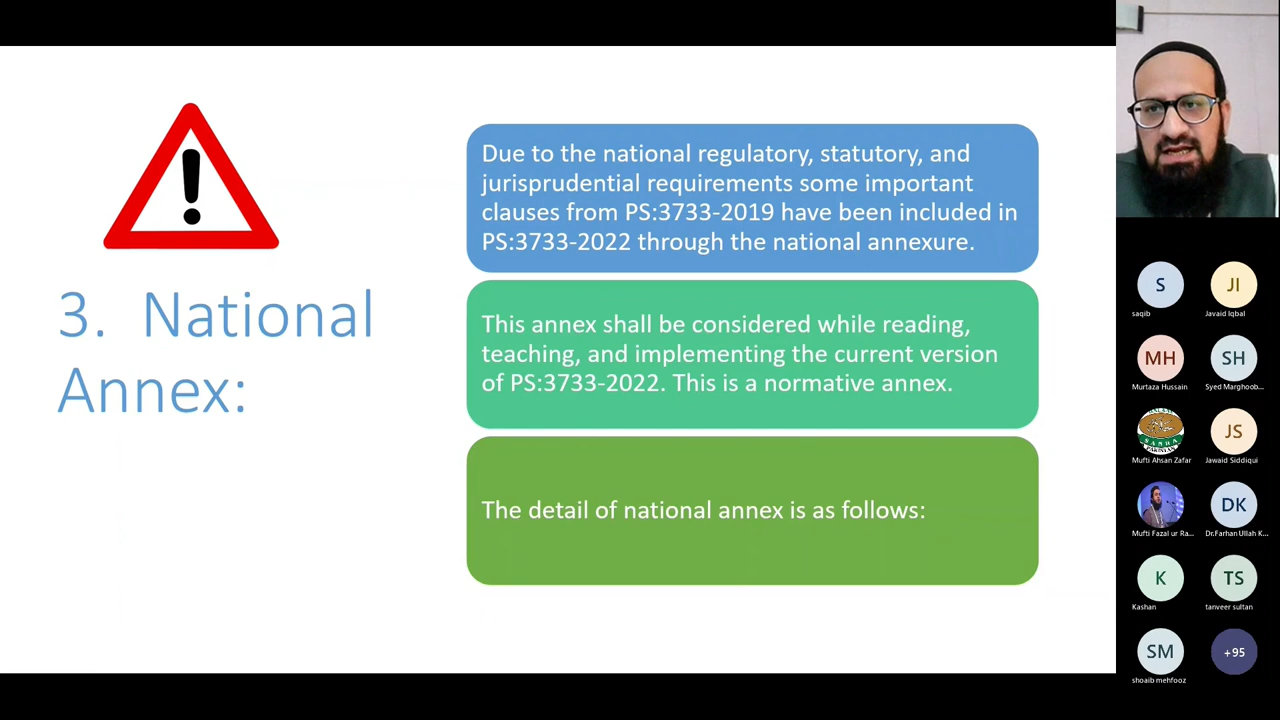 3. National
Annex:
Due to the national regulatory, statutory, and
jurisprudential requirements some important
clauses from PS:3733-2019 have been included in
PS:3733-2022 through the national annexure.
This annex shall be considered while reading,
teaching, and implementing the current version
of PS:3733-2022. This is a normative annex.
The detail of national annex is as follows:
S
JI
saqib
Javaid Iqbal
MH
SH
Murtaza Hussain
Syed Marghoob...
SANHA
PAKISTAN
JS
Mufti Ahsan Zafar
Jawaid Siddiqui
DK
Mufti Fazal ur Ra...
Dr.Farhan Ullah K...
K
TS
Kashan
tanveer sultan
SM
+95
shoaib mehfooz